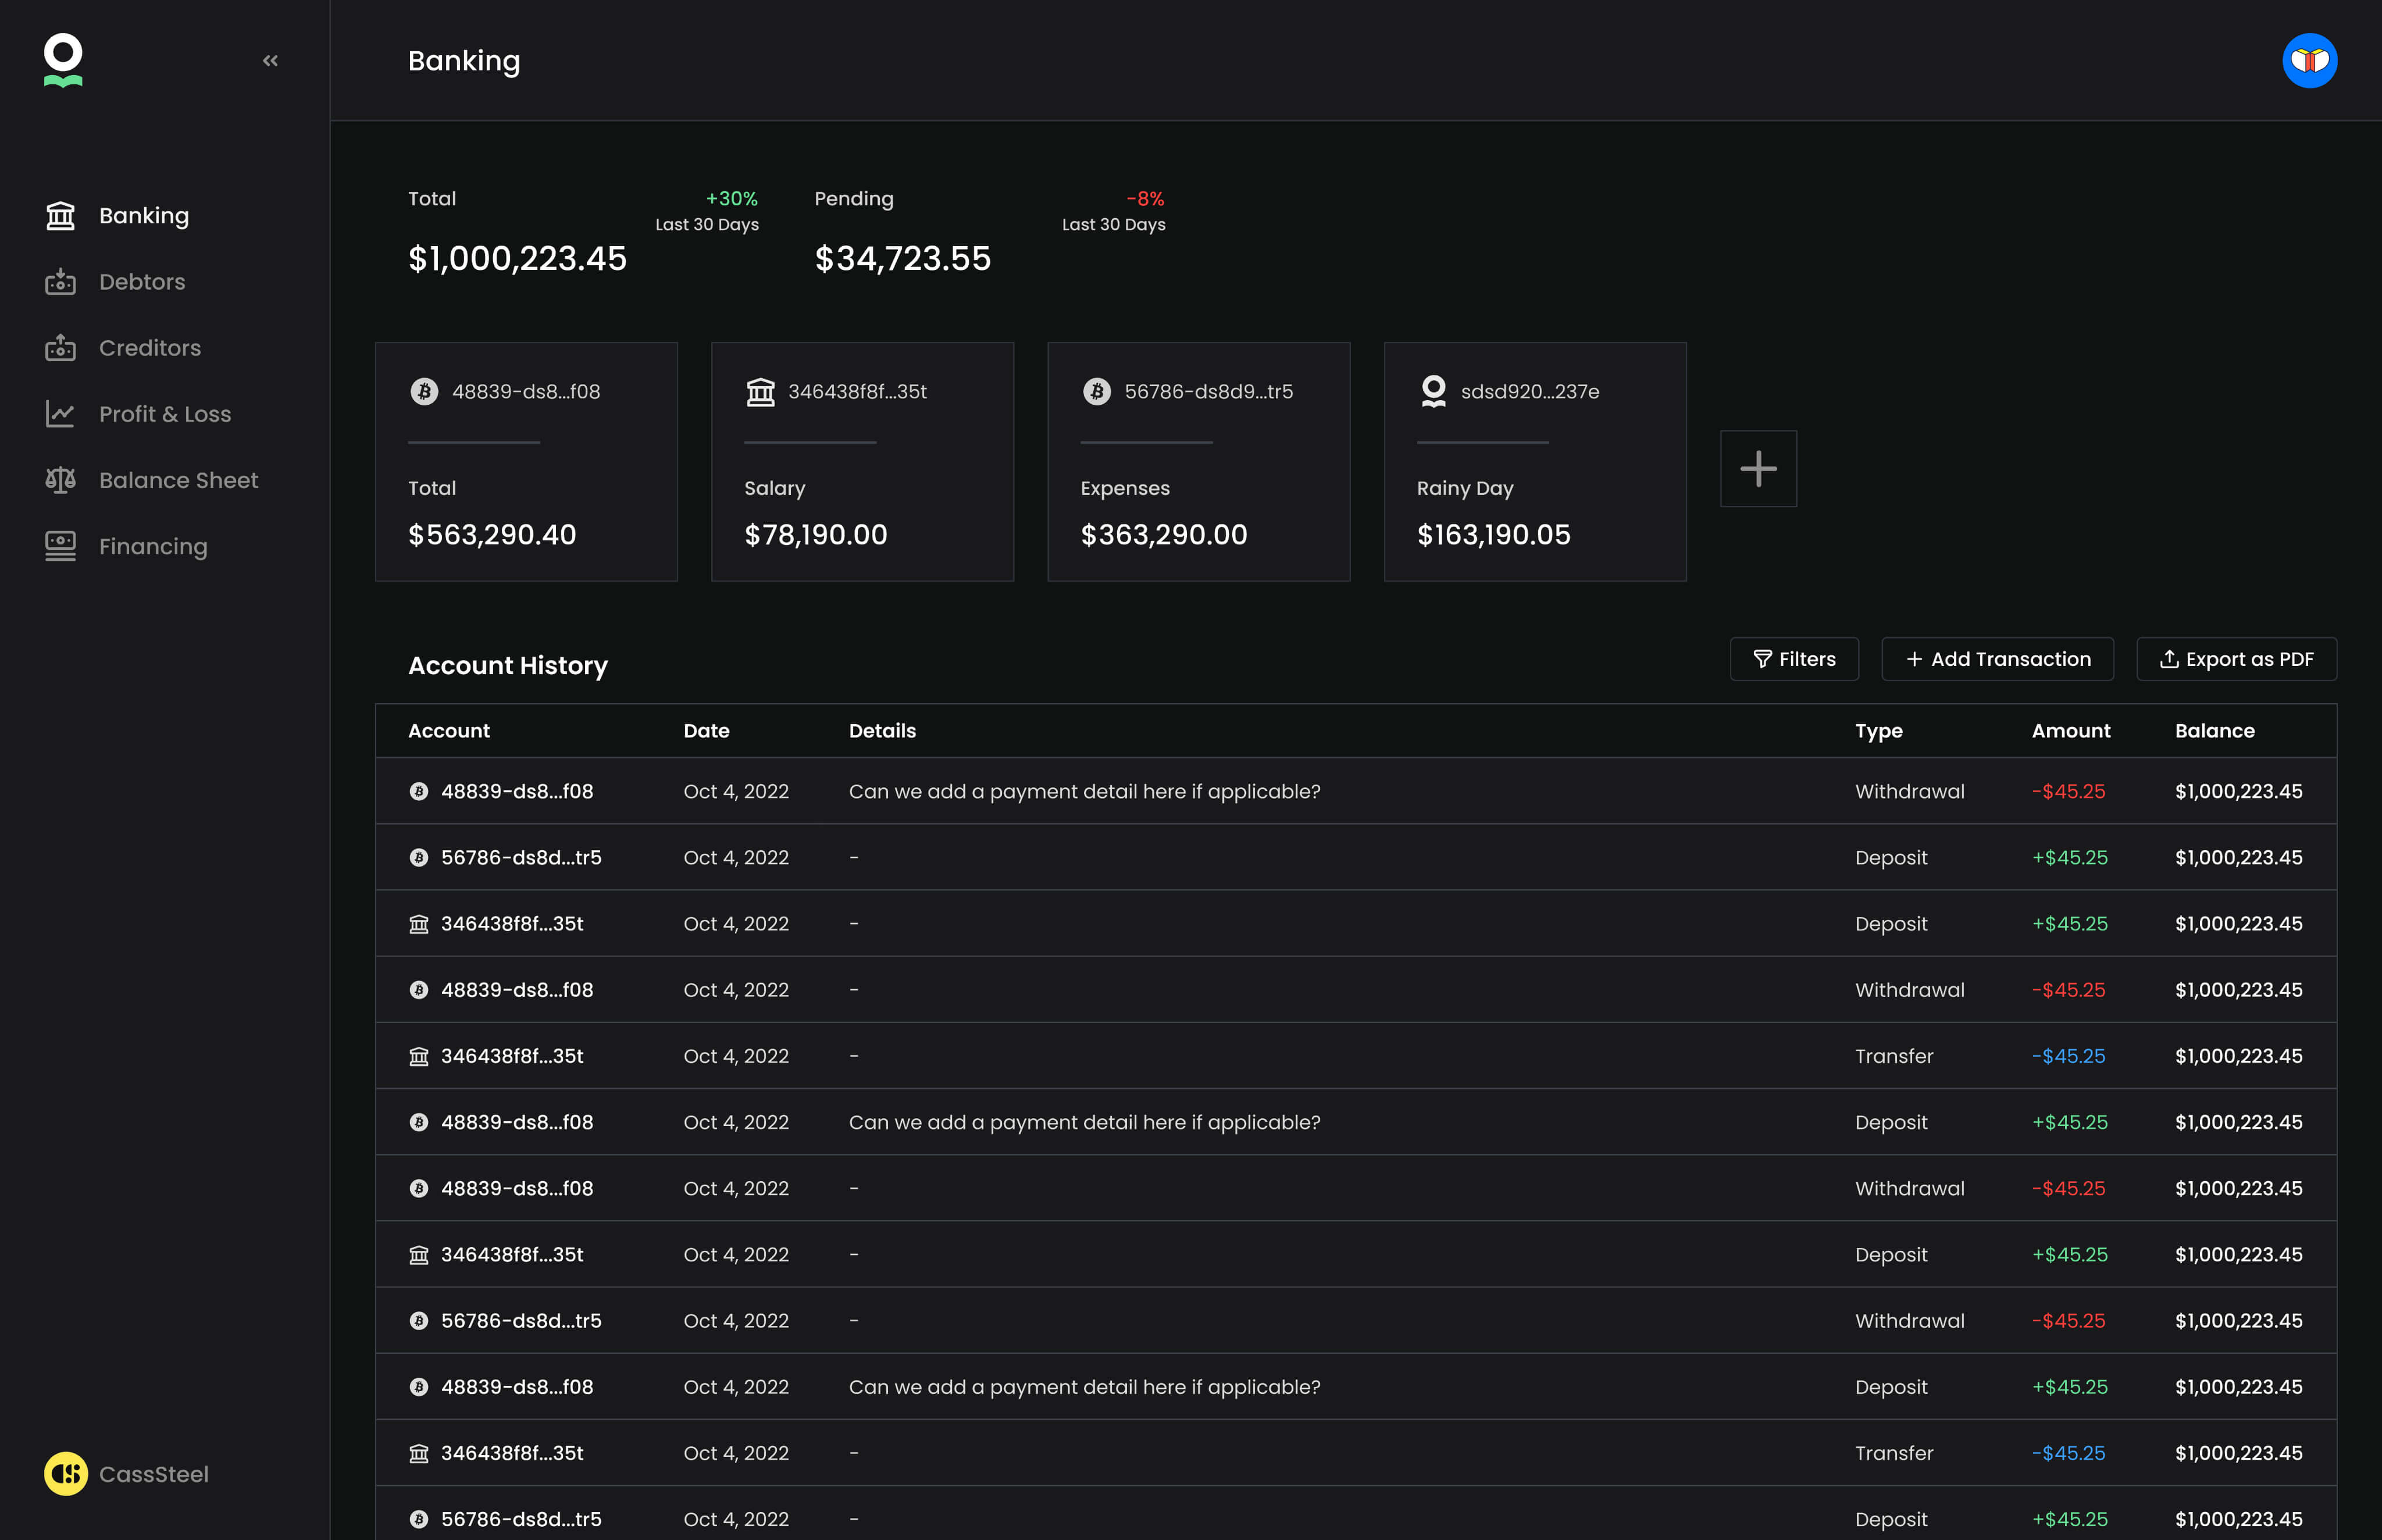 Banking
Banking
Debtors
Creditors
Profit & Loss
Balance Sheet
Financing
CassSteel
Total +30%
Last 30 Days
$1,000,223.45
Pending -8%
Last 30 Days
$34,723.55
48839-ds8...f08
Total
$563,290.40
346438f8f...35t
Salary
$78,190.00
56786-ds8d9...tr5
Expenses
$363,290.00
sdsd920...237e
Rainy Day
$163,190.05
Account History
Filters
+ Add Transaction
Export as PDF
Account Date Details Type Amount Balance
48839-ds8...f08 Oct 4, 2022 Can we add a payment detail here if applicable? Withdrawal -$45.25 $1,000,223.45
56786-ds8d...tr5 Oct 4, 2022 - Deposit +$45.25 $1,000,223.45
346438f8f...35t Oct 4, 2022 - Deposit +$45.25 $1,000,223.45
48839-ds8...f08 Oct 4, 2022 - Withdrawal -$45.25 $1,000,223.45
346438f8f...35t Oct 4, 2022 - Transfer -$45.25 $1,000,223.45
48839-ds8...f08 Oct 4, 2022 Can we add a payment detail here if applicable? Deposit +$45.25 $1,000,223.45
48839-ds8...f08 Oct 4, 2022 - Withdrawal -$45.25 $1,000,223.45
346438f8f...35t Oct 4, 2022 - Deposit +$45.25 $1,000,223.45
56786-ds8d...tr5 Oct 4, 2022 - Withdrawal -$45.25 $1,000,223.45
48839-ds8...f08 Oct 4, 2022 Can we add a payment detail here if applicable? Deposit +$45.25 $1,000,223.45
346438f8f...35t Oct 4, 2022 - Transfer -$45.25 $1,000,223.45
56786-ds8d...tr5 Oct 4, 2022 - Deposit +$45.25 $1,000,223.45